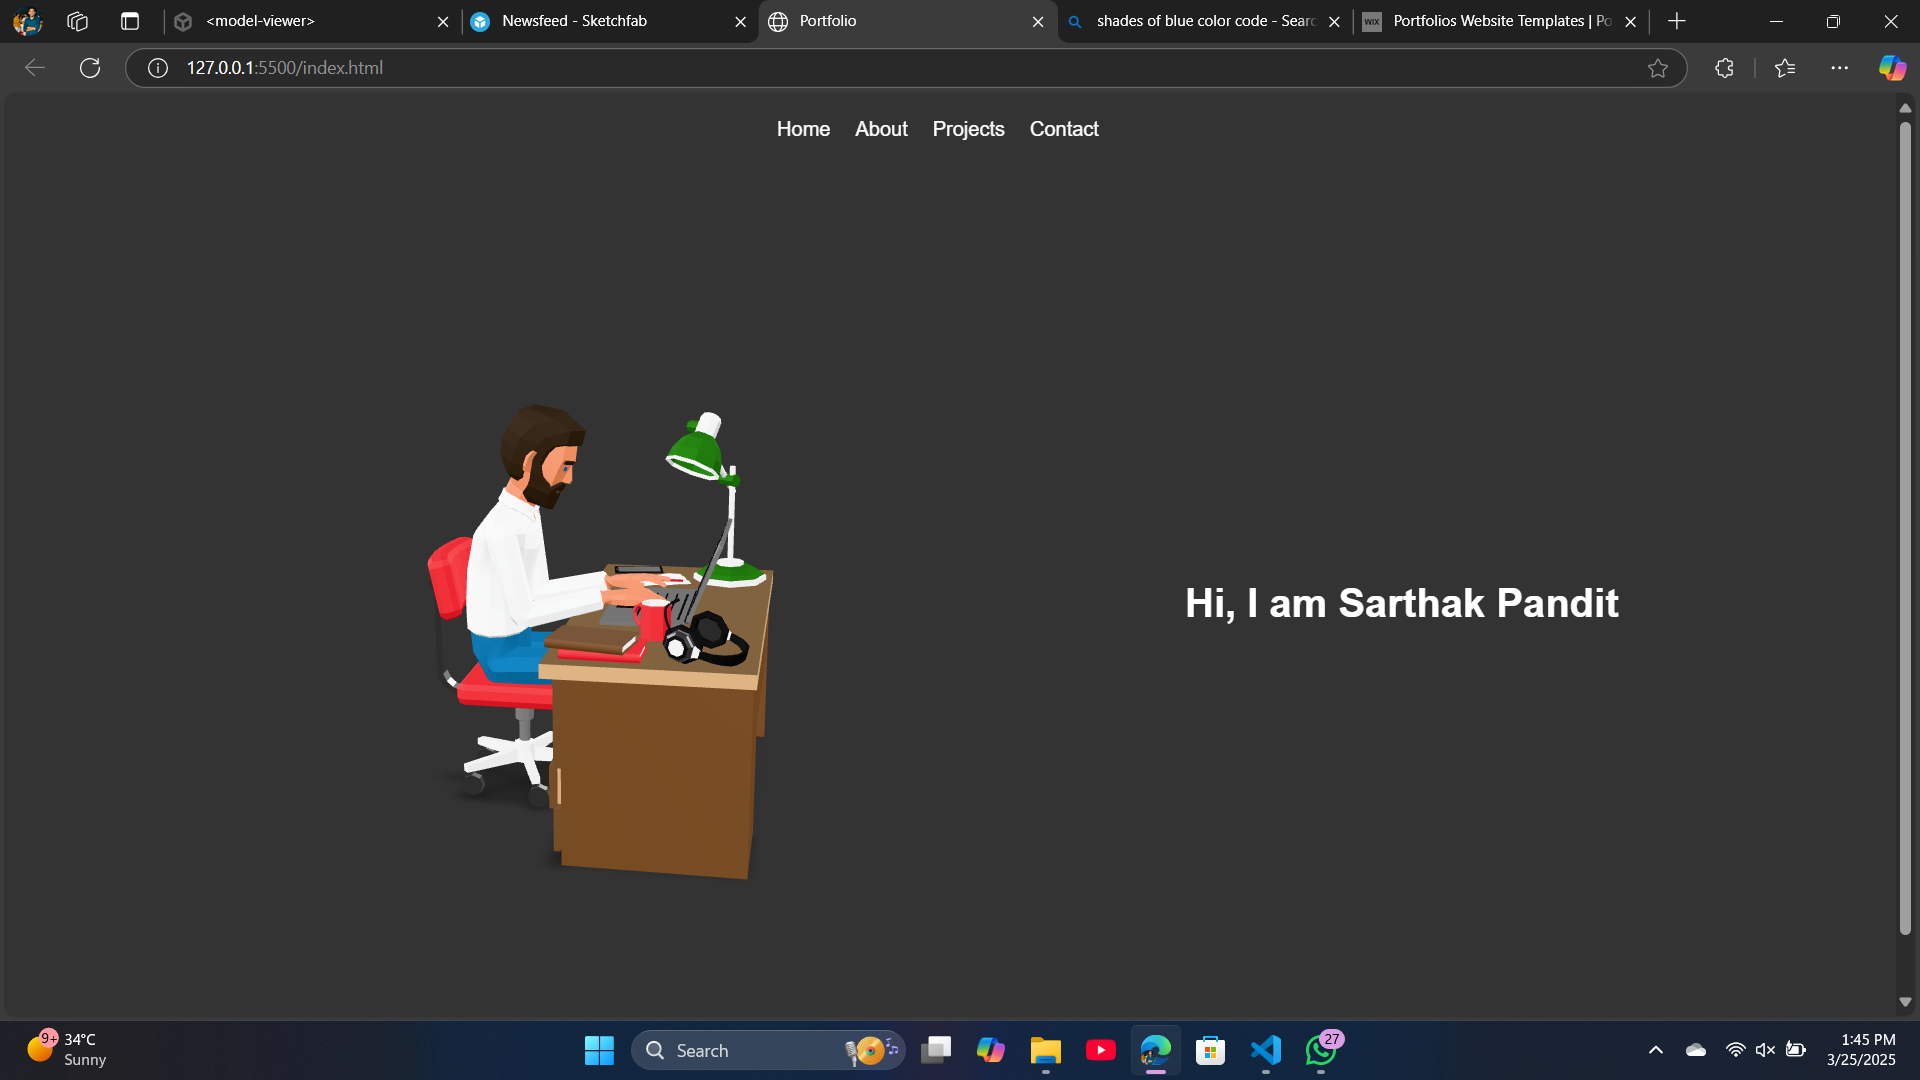 <model-viewer>
Newsfeed - Sketchfab
Portfolio
shades of blue color code - Searc
Portfolios Website Templates | Po
WIX
127.0.0.1:5500/index.html
Home About Projects Contact
Hi, I am Sarthak Pandit
9+
34°C
Sunny
Search
27
1:45 PM
3/25/2025